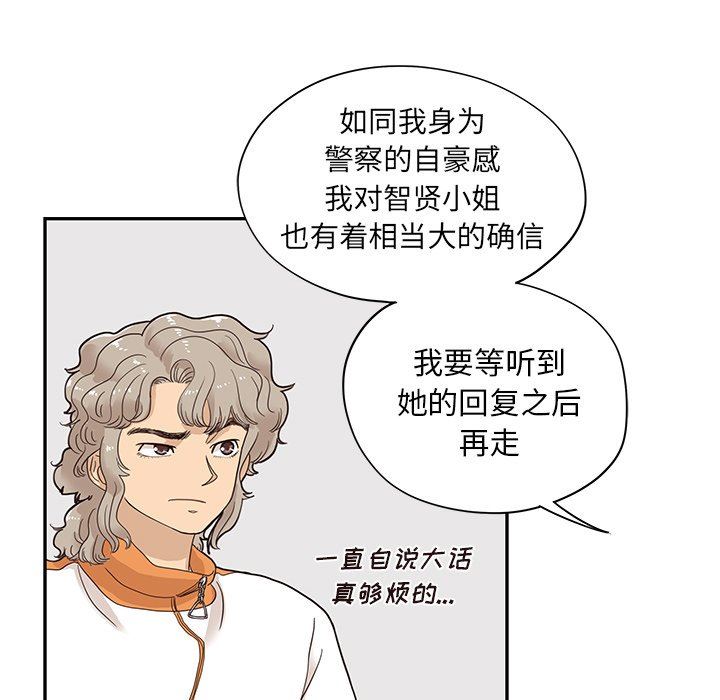 如同我身为
警察的自豪感
我对智贤小姐
也有着相当大的确信
我要等听到
她的回复之后
再走
一直自说大话
真够烦的...